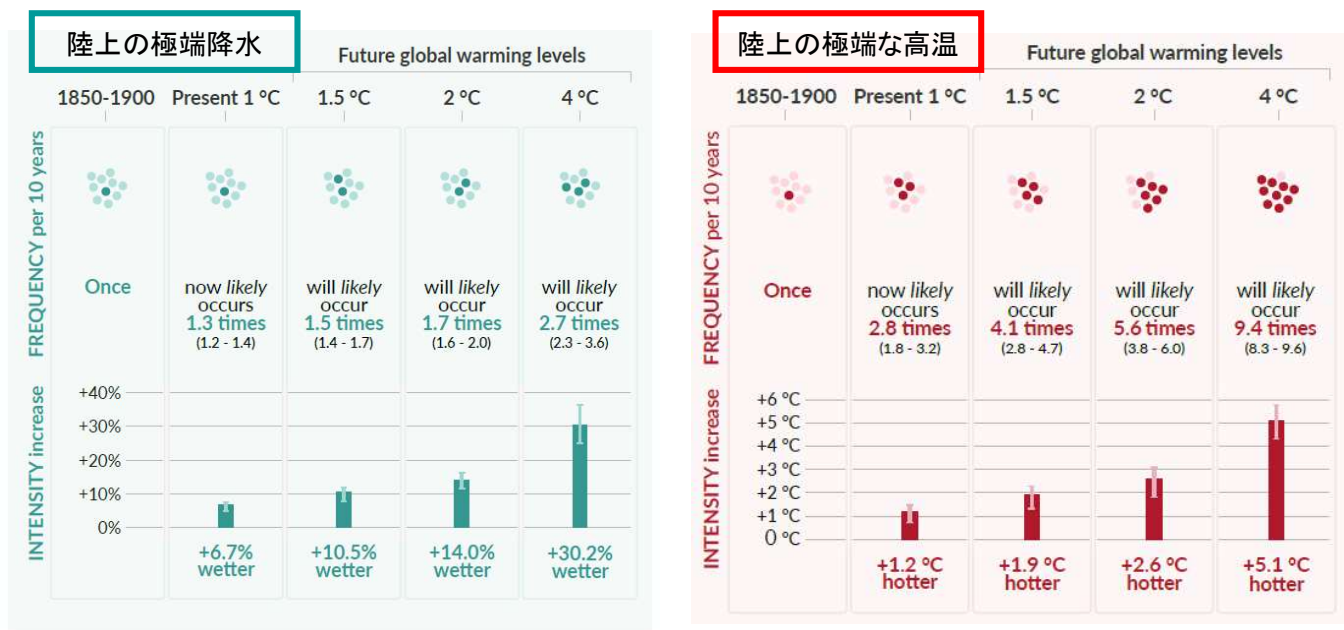 陸上の極端降水
Future global warming levels
1850-1900 Present 1 °C 1.5 °C 2 °C 4 °C
FREQUENCY per 10 years
Once
now likely occurs 1.3 times (1.2 - 1.4)
will likely occur 1.5 times (1.4 - 1.7)
will likely occur 1.7 times (1.6 - 2.0)
will likely occur 2.7 times (2.3 - 3.6)
INTENSITY increase
+40%
+30%
+20%
+10%
0%
+6.7% wetter
+10.5% wetter
+14.0% wetter
+30.2% wetter
陸上の極端な高温
Future global warming levels
1850-1900 Present 1 °C 1.5 °C 2 °C 4 °C
FREQUENCY per 10 years
Once
now likely occurs 2.8 times (1.8 - 3.2)
will likely occur 4.1 times (2.8 - 4.7)
will likely occur 5.6 times (3.8 - 6.0)
will likely occur 9.4 times (8.3 - 9.6)
INTENSITY increase
+6 °C
+5 °C
+4 °C
+3 °C
+2 °C
+1 °C
0 °C
+1.2 °C hotter
+1.9 °C hotter
+2.6 °C hotter
+5.1 °C hotter